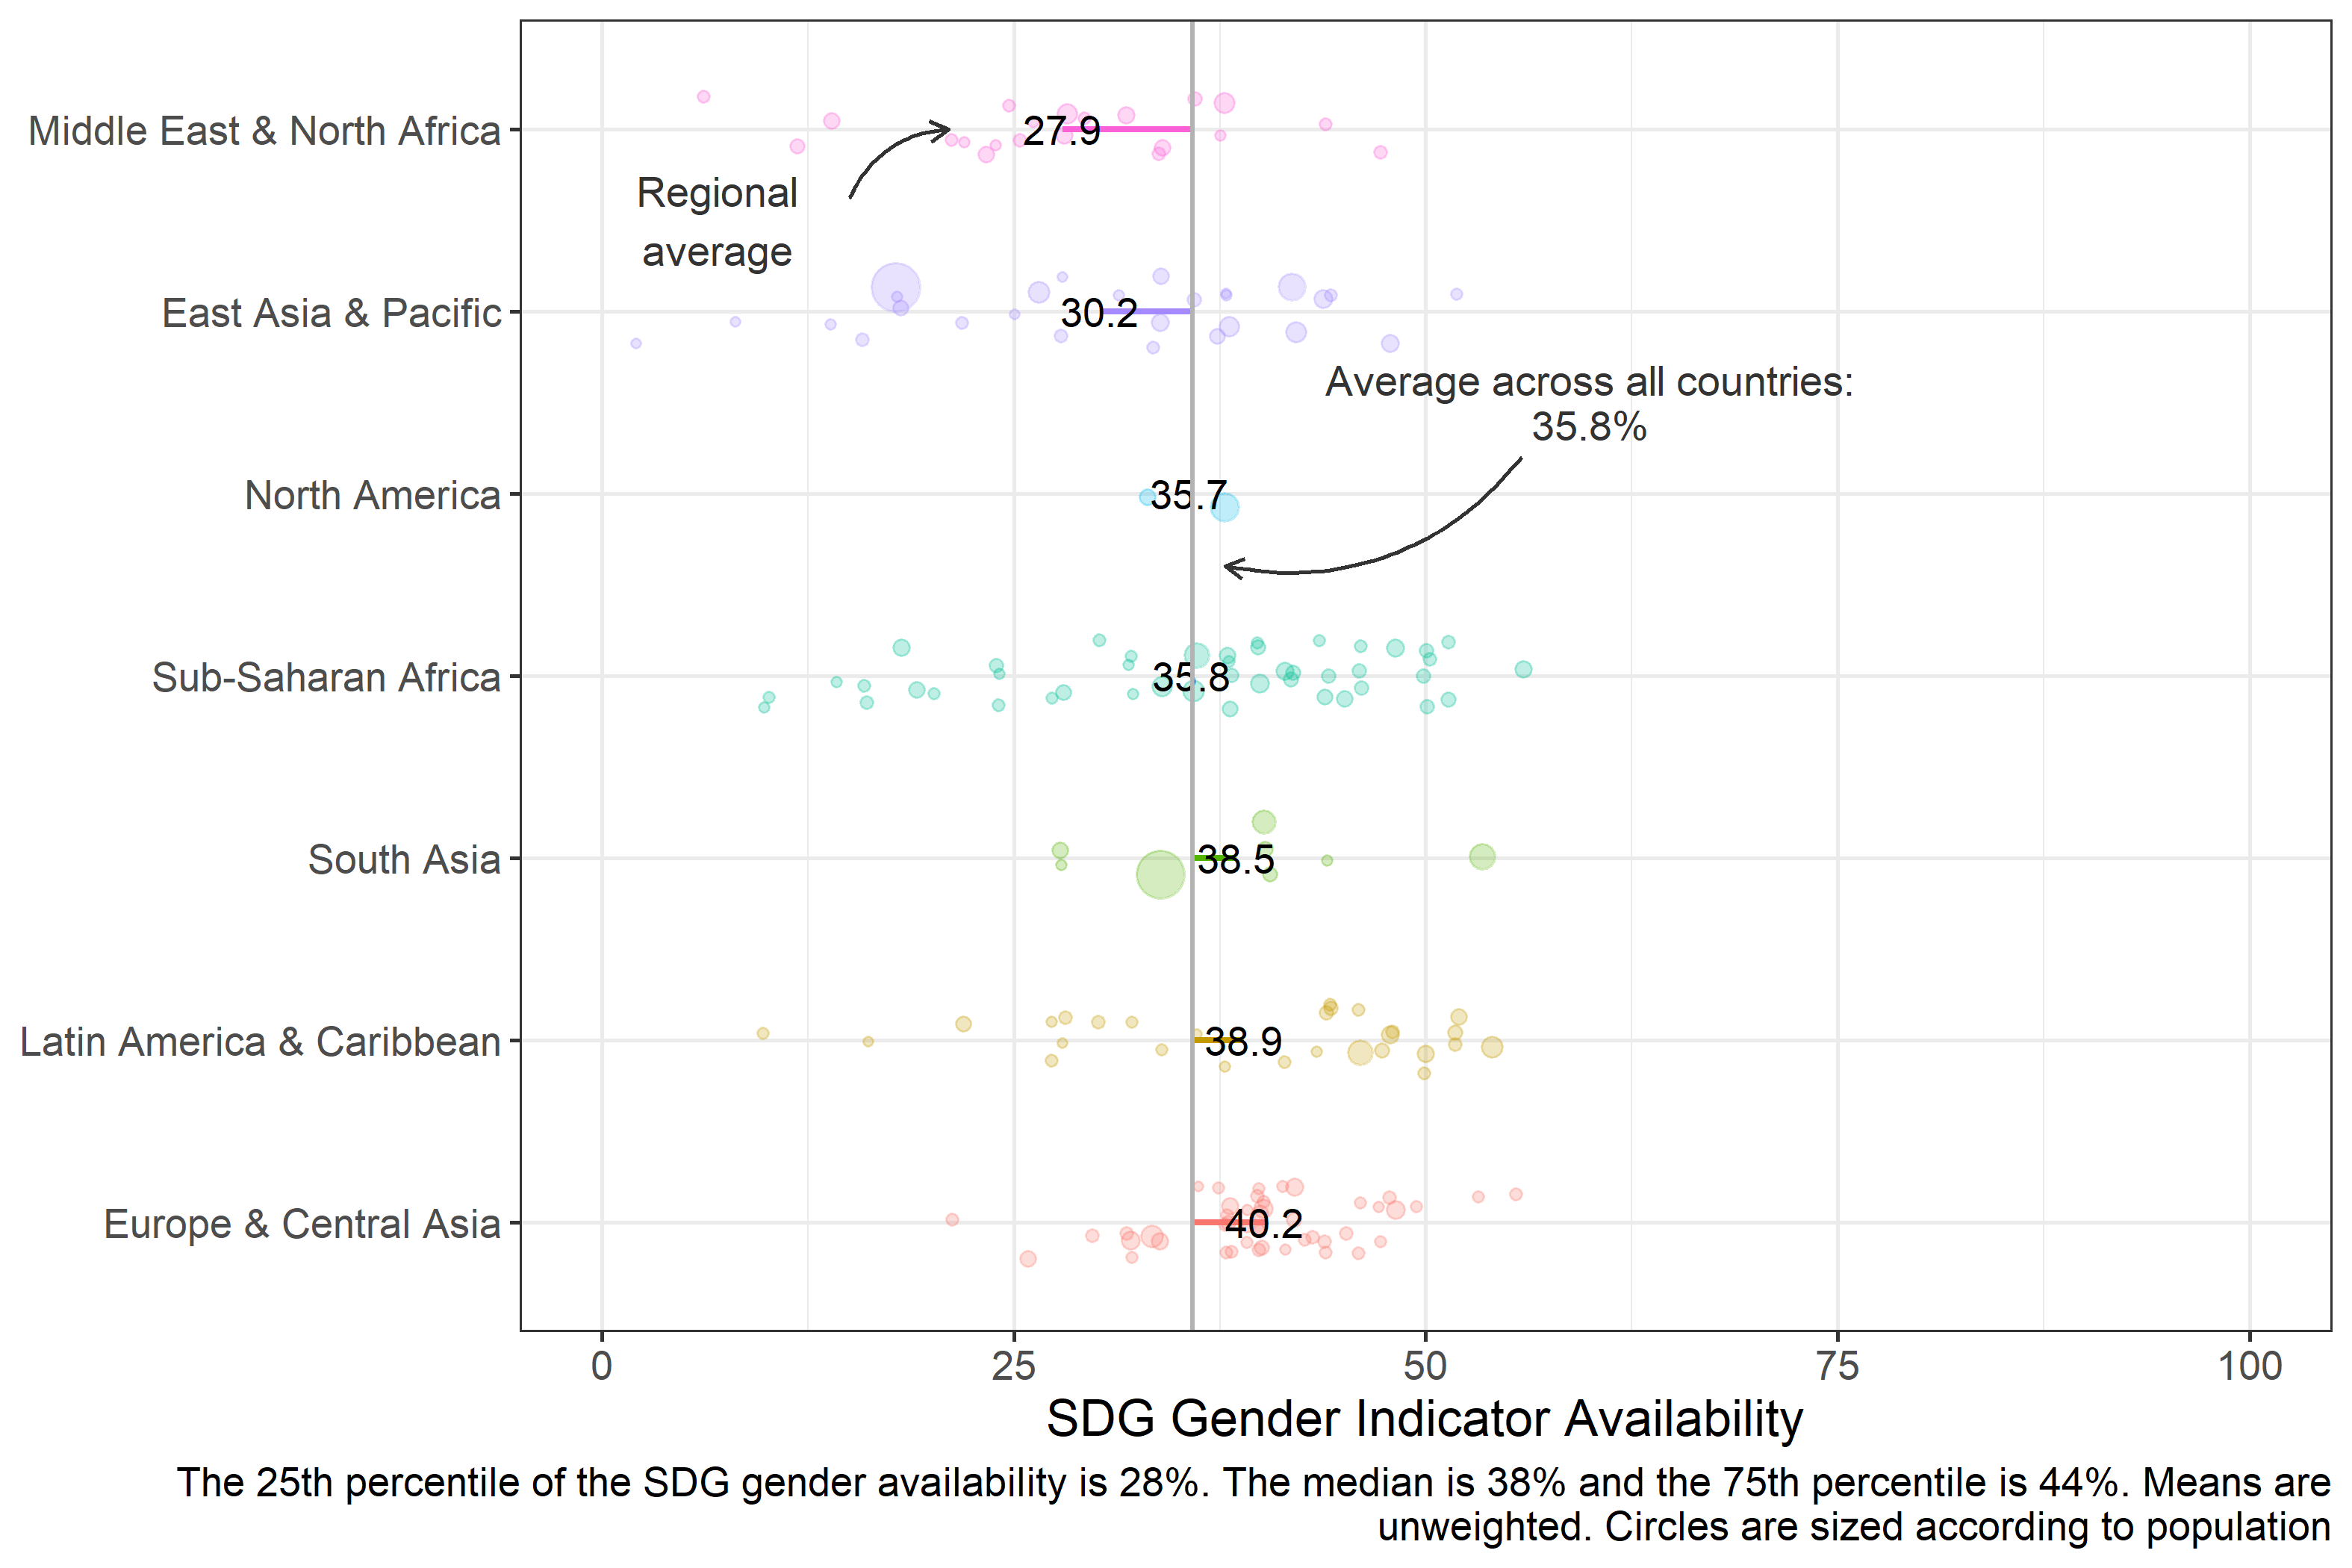 Middle East & North Africa
27.9
Regional
average
East Asia & Pacific
30.2
Average across all countries:
35.8%
North America
35.7
Sub-Saharan Africa
35.8
South Asia
38.5
Latin America & Caribbean
38.9
Europe & Central Asia
40.2
0 25 50 75 100
SDG Gender Indicator Availability
The 25th percentile of the SDG gender availability is 28%. The median is 38% and the 75th percentile is 44%. Means are
unweighted. Circles are sized according to population